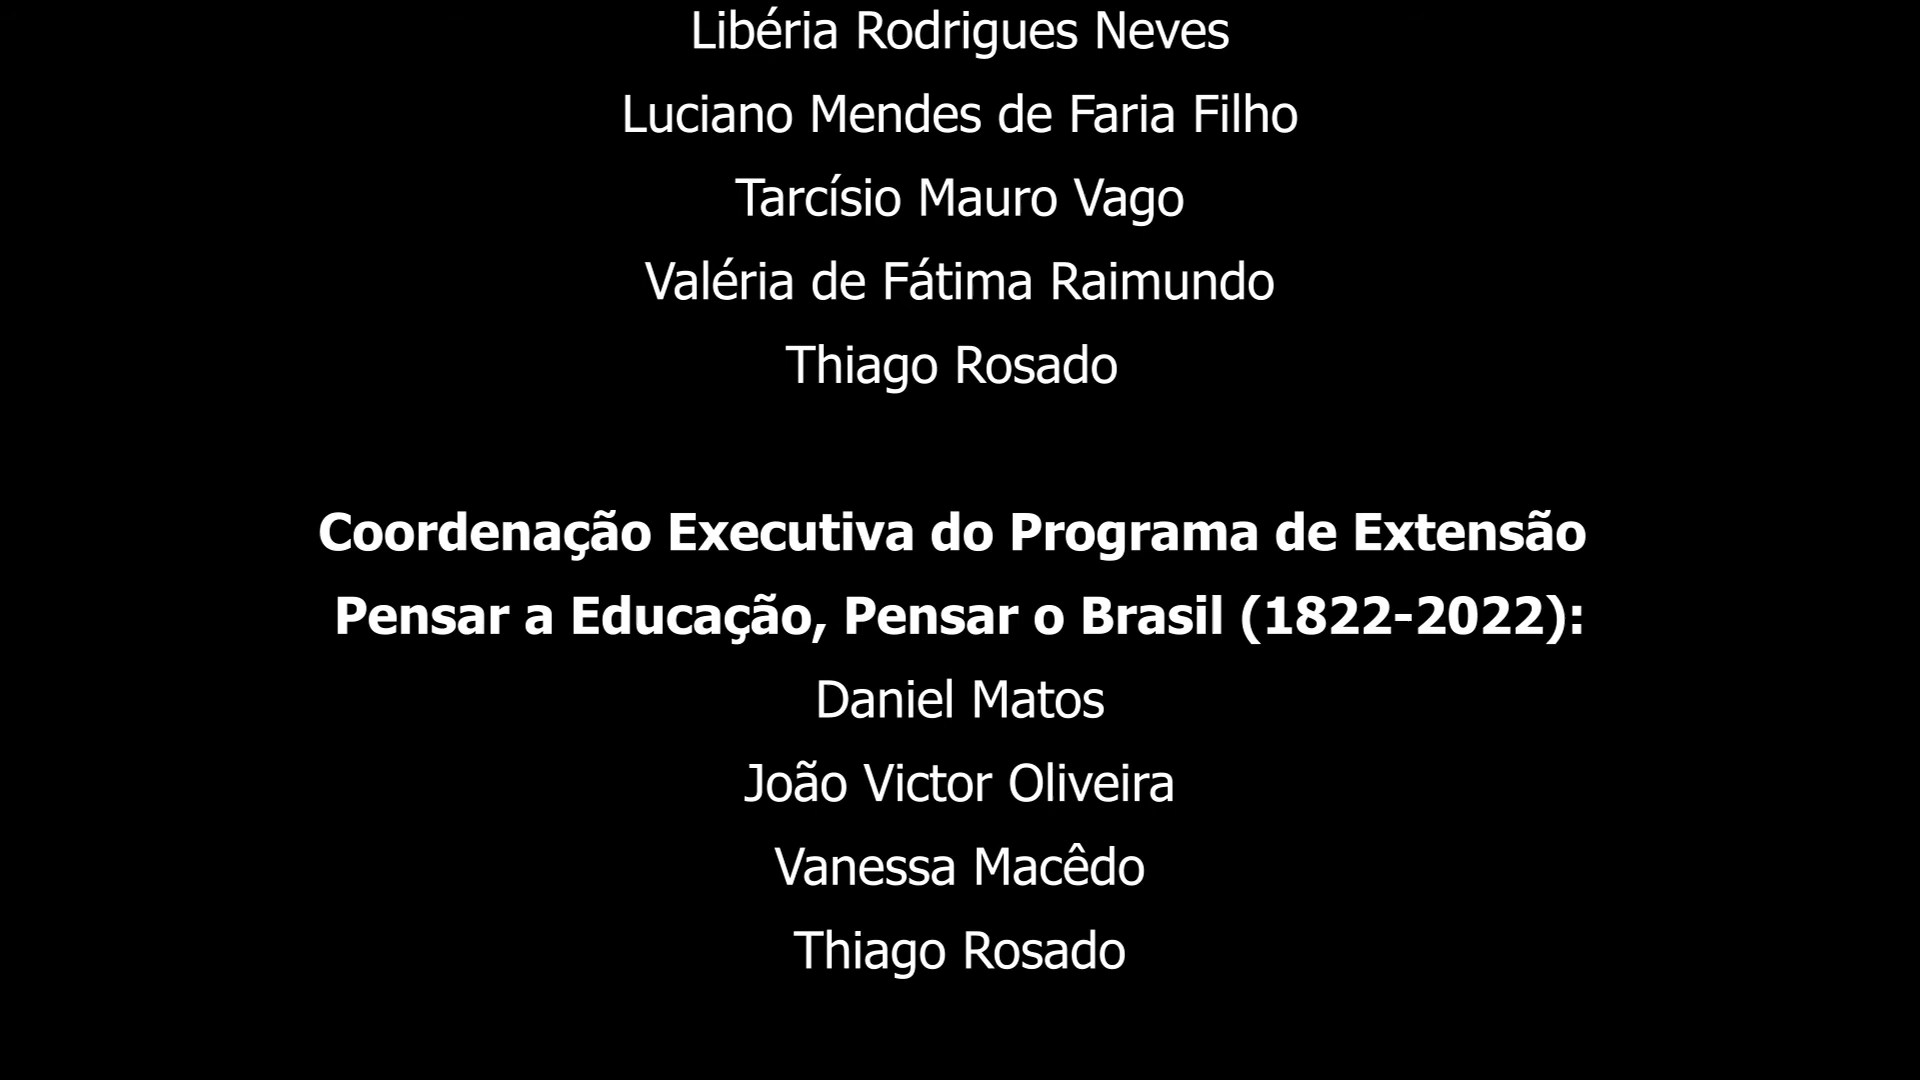 Libéria Rodrigues Neves
Luciano Mendes de Faria Filho
Tarcísio Mauro Vago
Valéria de Fátima Raimundo
Thiago Rosado
Coordenação Executiva do Programa de Extensão
Pensar a Educação, Pensar o Brasil (1822-2022):
Daniel Matos
João Victor Oliveira
Vanessa Macêdo
Thiago Rosado